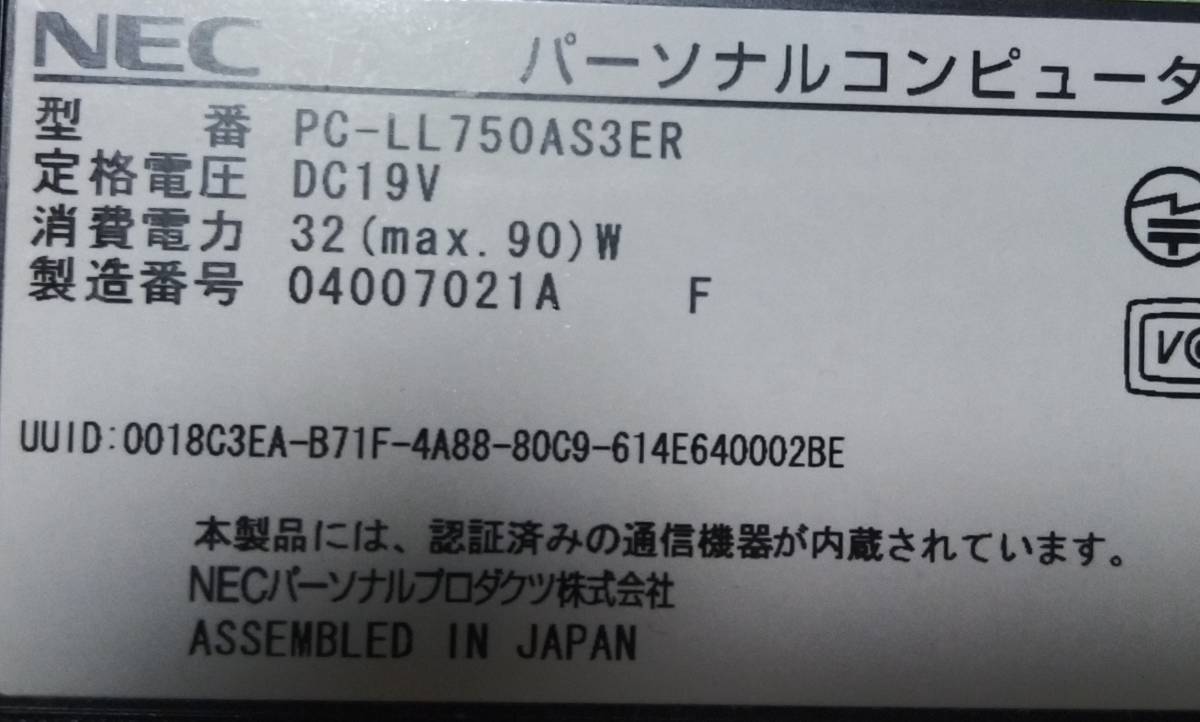 NEC
パーソナルコンピュータ
型 番 PC-LL750AS3ER
定格電圧 DC19V
消費電力 32(max.90)W
製造番号 04007021A F
UUID:0018C3EA-B71F-4A88-80C9-614E640002BE
本製品には、認証済みの通信機器が内蔵されています。
NECパーソナルプロダクツ株式会社
ASSEMBLED IN JAPAN